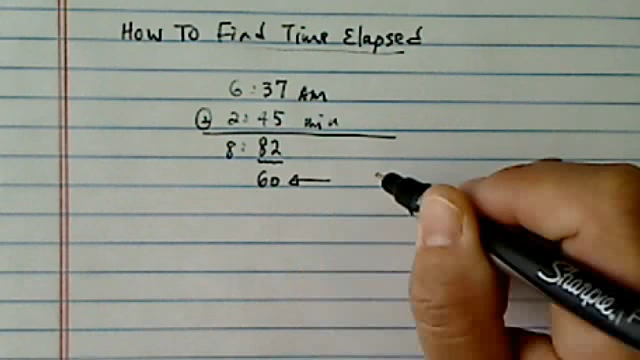 How To Find Time Elapsed
6:37 AM
+ 2:45 min
8:82
60 ←
Sharpie